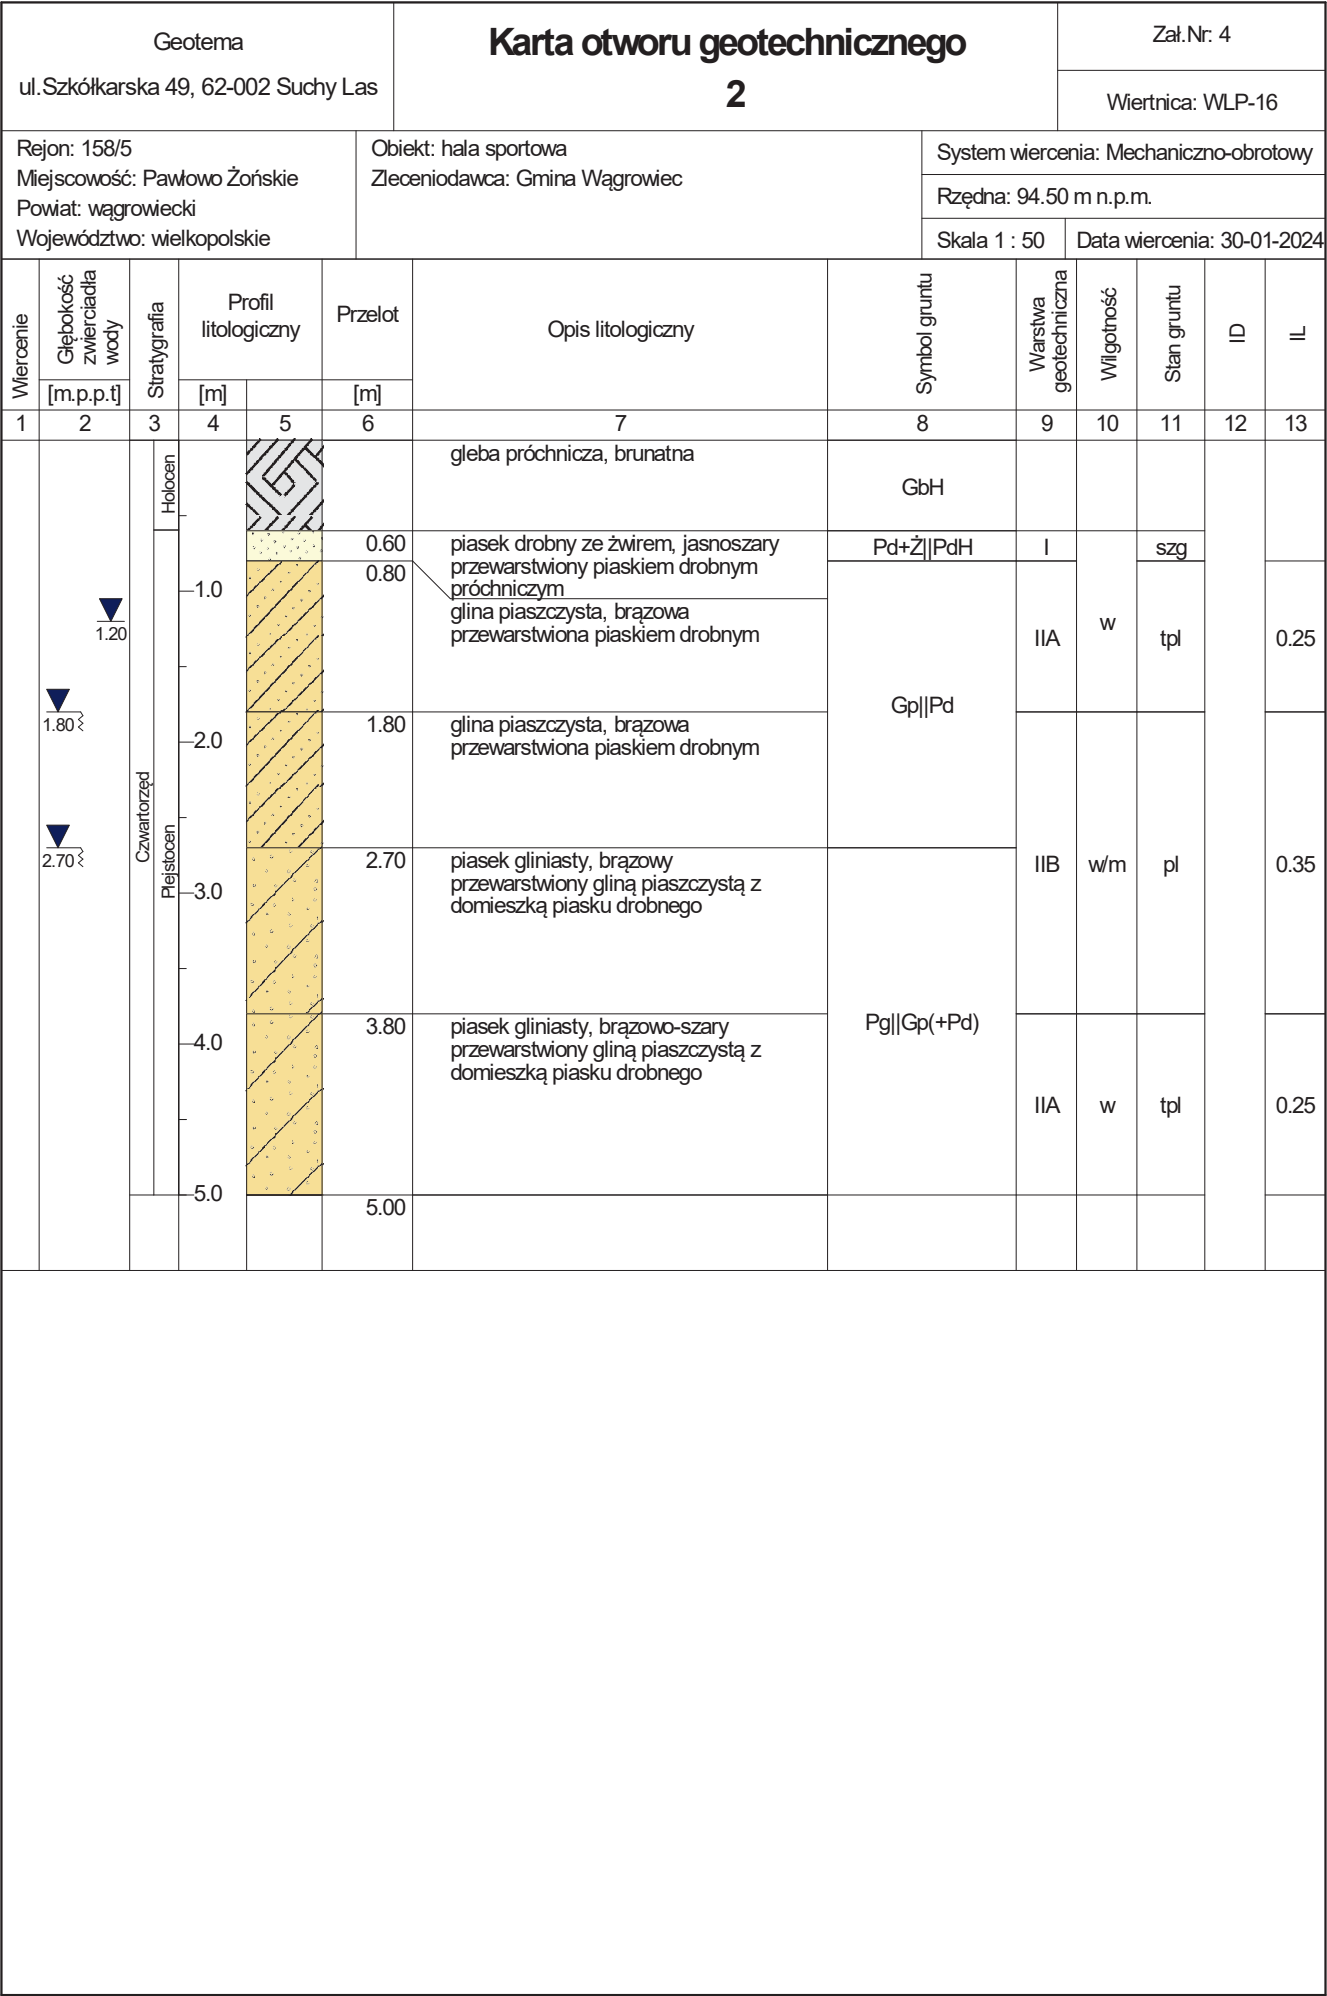 Geotema
ul.Szkółkarska 49, 62-002 Suchy Las
Karta otworu geotechnicznego
2
Zał.Nr: 4
Wiertnica: WLP-16
Rejon: 158/5
Miejscowość: Pawłowo Żońskie
Powiat: wągrowiecki
Województwo: wielkopolskie
Obiekt: hala sportowa
Zleceniodawca: Gmina Wągrowiec
System wiercenia: Mechaniczno-obrotowy
Rzędna: 94.50 m n.p.m.
Skala 1 : 50
Data wiercenia: 30-01-2024
Wiercenie
Głębokość
zwierciadła
wody
[m.p.p.t]
Stratygrafia
Profil
litologiczny
[m]
Przelot
[m]
Opis litologiczny
Symbol gruntu
Warstwa
geotechniczna
Wilgotność
Stan gruntu
ID
IL
1 2 3 4 5 6 7 8 9 10 11 12 13
Holocen
gleba próchnicza, brunatna
GbH
0.60
piasek drobny ze żwirem, jasnoszary
przewarstwiony piaskiem drobnym
próchniczym
Pd+Ż||PdH
I
szg
0.80
1.0
glina piaszczysta, brązowa
przewarstwiona piaskiem drobnym
1.20
w
IIA
tpl
0.25
Gp||Pd
1.80
1.80
glina piaszczysta, brązowa
przewarstwiona piaskiem drobnym
2.0
Czwartorzęd
Plejstocen
2.70
2.70
piasek gliniasty, brązowy
przewarstwiony gliną piaszczystą z
domieszką piasku drobnego
IIB
w/m
pl
0.35
3.0
Pg||Gp(+Pd)
3.80
piasek gliniasty, brązowo-szary
przewarstwiony gliną piaszczystą z
domieszką piasku drobnego
4.0
IIA
w
tpl
0.25
5.0
5.00